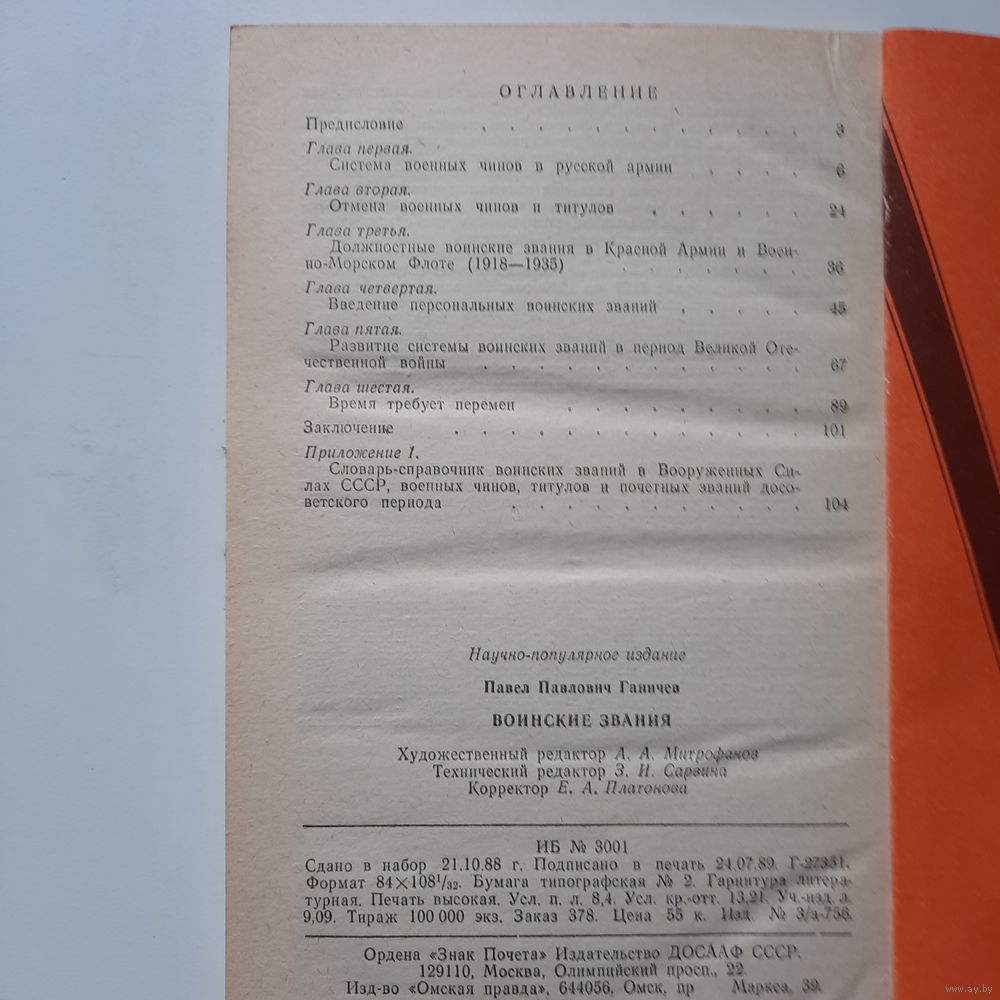 ОГЛАВЛЕНИЕ
Предисловие . . . . . . . . . . . . 3
Глава первая.
Система военных чинов в русской армии . . . . . 6
Глава вторая.
Отмена военных чинов и титулов . . . . . . 24
Глава третья.
Должностные воинские звания в Красной Армии и Воен-
но-Морском Флоте (1918—1935) . . . . . . . 36
Глава четвертая.
Введение персональных воинских званий . . . . . 45
Глава пятая.
Развитие системы воинских званий в период Великой Оте-
чественной войны . . . . . . . . . . . . 67
Глава шестая.
Время требует перемен . . . . . . . . . 89
Заключение . . . . . . . . . . . . . 101
Приложение 1.
Словарь-справочник воинских званий в Вооруженных Си-
лах СССР, военных чинов, титулов и почетных званий досо-
ветского периода . . . . . . . . . . . 104
Научно-популярное издание
Павел Павлович Ганичев
ВОИНСКИЕ ЗВАНИЯ
Художественный редактор А. А. Митрофанов
Технический редактор З. И. Сарвина
Корректор Е. А. Платонова
ИБ № 3001
Сдано в набор 21.10.88 г. Подписано в печать 24.07.89. Г-27351.
Формат 84×108¹/₃₂. Бумага типографская № 2. Гарнитура литера-
турная. Печать высокая. Усл. п. л. 8,4. Усл. кр.-отт. 13,21. Уч.-изд. л.
9,09. Тираж 100 000 экз. Заказ 378. Цена 55 к. Изд. № 3/а-756.
Ордена «Знак Почета» Издательство ДОСААФ СССР.
129110, Москва, Олимпийский просп., 22.
Изд-во «Омская правда», 644056, Омск, пр Маркса, 39.
www.ay.by